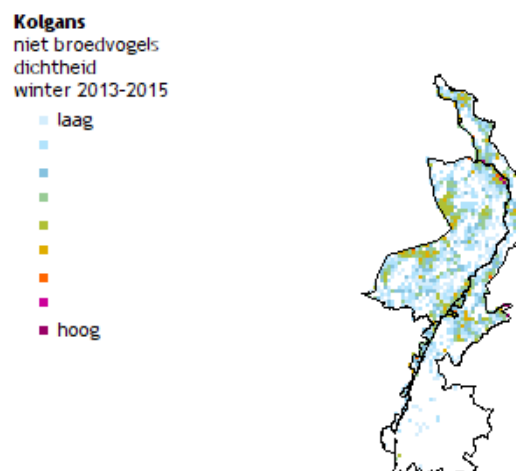 Kolgans
niet broedvogels
dichtheid
winter 2013-2015
laag
hoog